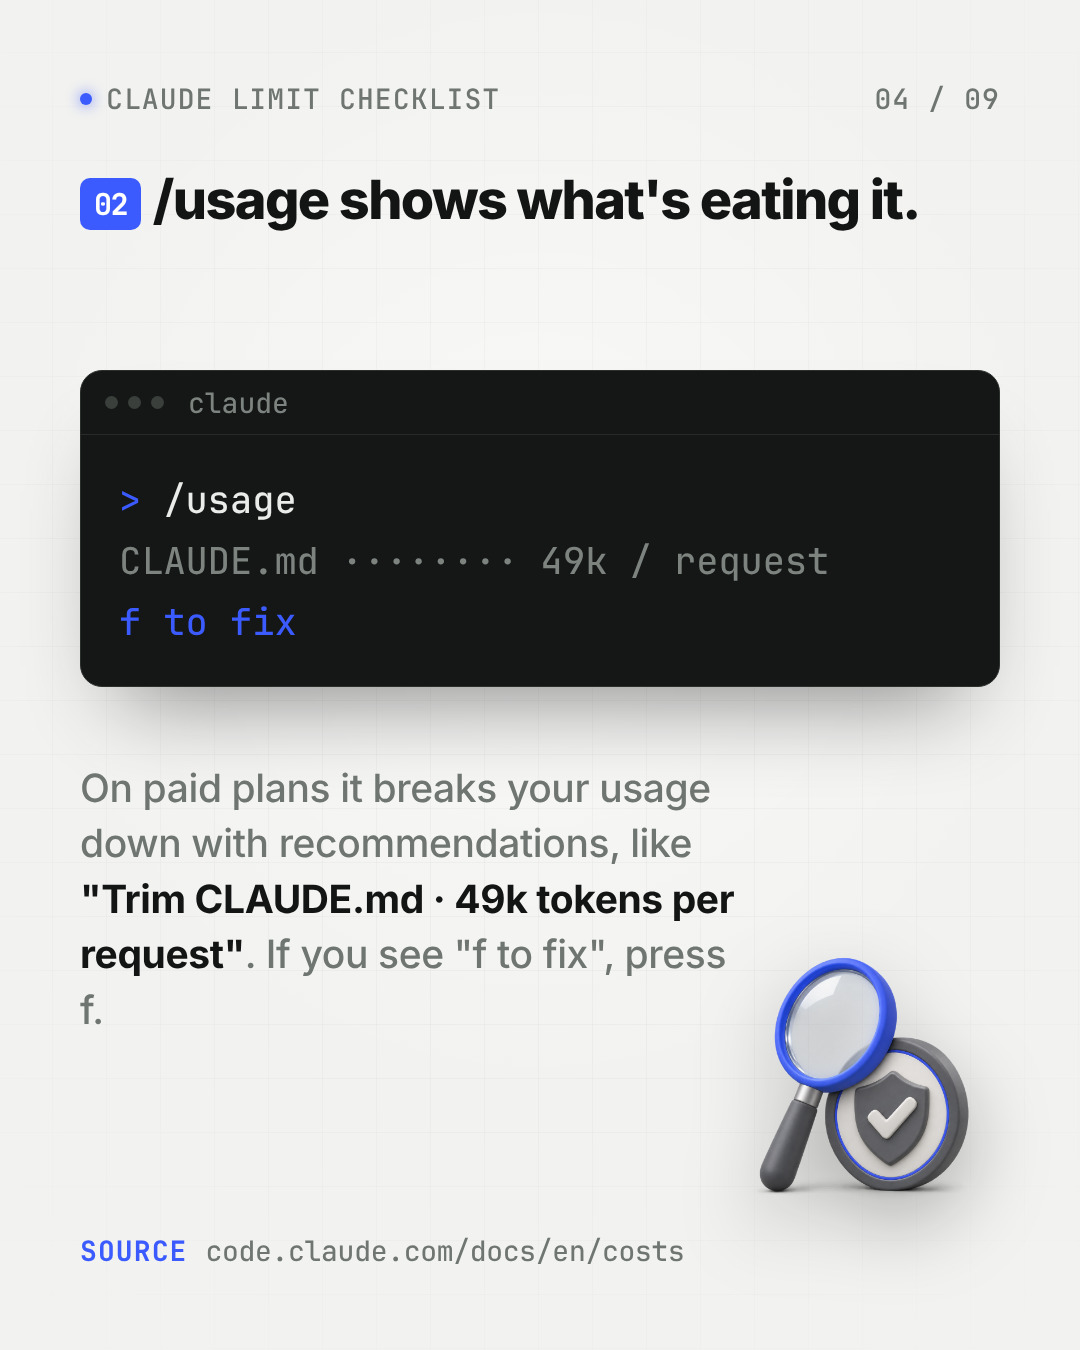 CLAUDE LIMIT CHECKLIST
04 / 09
02 /usage shows what's eating it.
claude
> /usage
CLAUDE.md ········ 49k / request
f to fix
On paid plans it breaks your usage
down with recommendations, like
"Trim CLAUDE.md · 49k tokens per
request". If you see "f to fix", press
f.
SOURCE code.claude.com/docs/en/costs